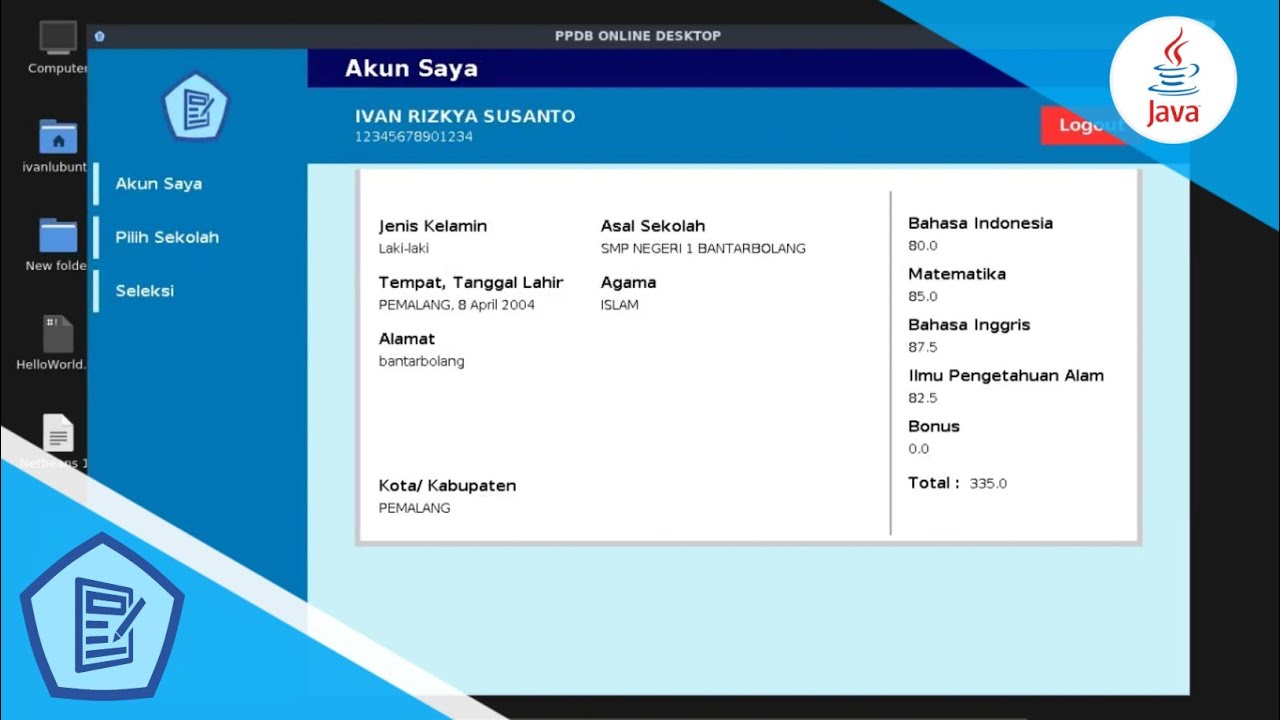 PPDB ONLINE DESKTOP
Computer
ivanlubunt
New folde
HelloWorld.
Netbeans 1
Akun Saya
Pilih Sekolah
Seleksi
Akun Saya
IVAN RIZKYA SUSANTO
12345678901234
Logout
Java
Jenis Kelamin
Laki-laki
Asal Sekolah
SMP NEGERI 1 BANTARBOLANG
Tempat, Tanggal Lahir
PEMALANG, 8 April 2004
Agama
ISLAM
Alamat
bantarbolang
Kota/ Kabupaten
PEMALANG
Bahasa Indonesia
80.0
Matematika
85.0
Bahasa Inggris
87.5
Ilmu Pengetahuan Alam
82.5
Bonus
0.0
Total : 335.0